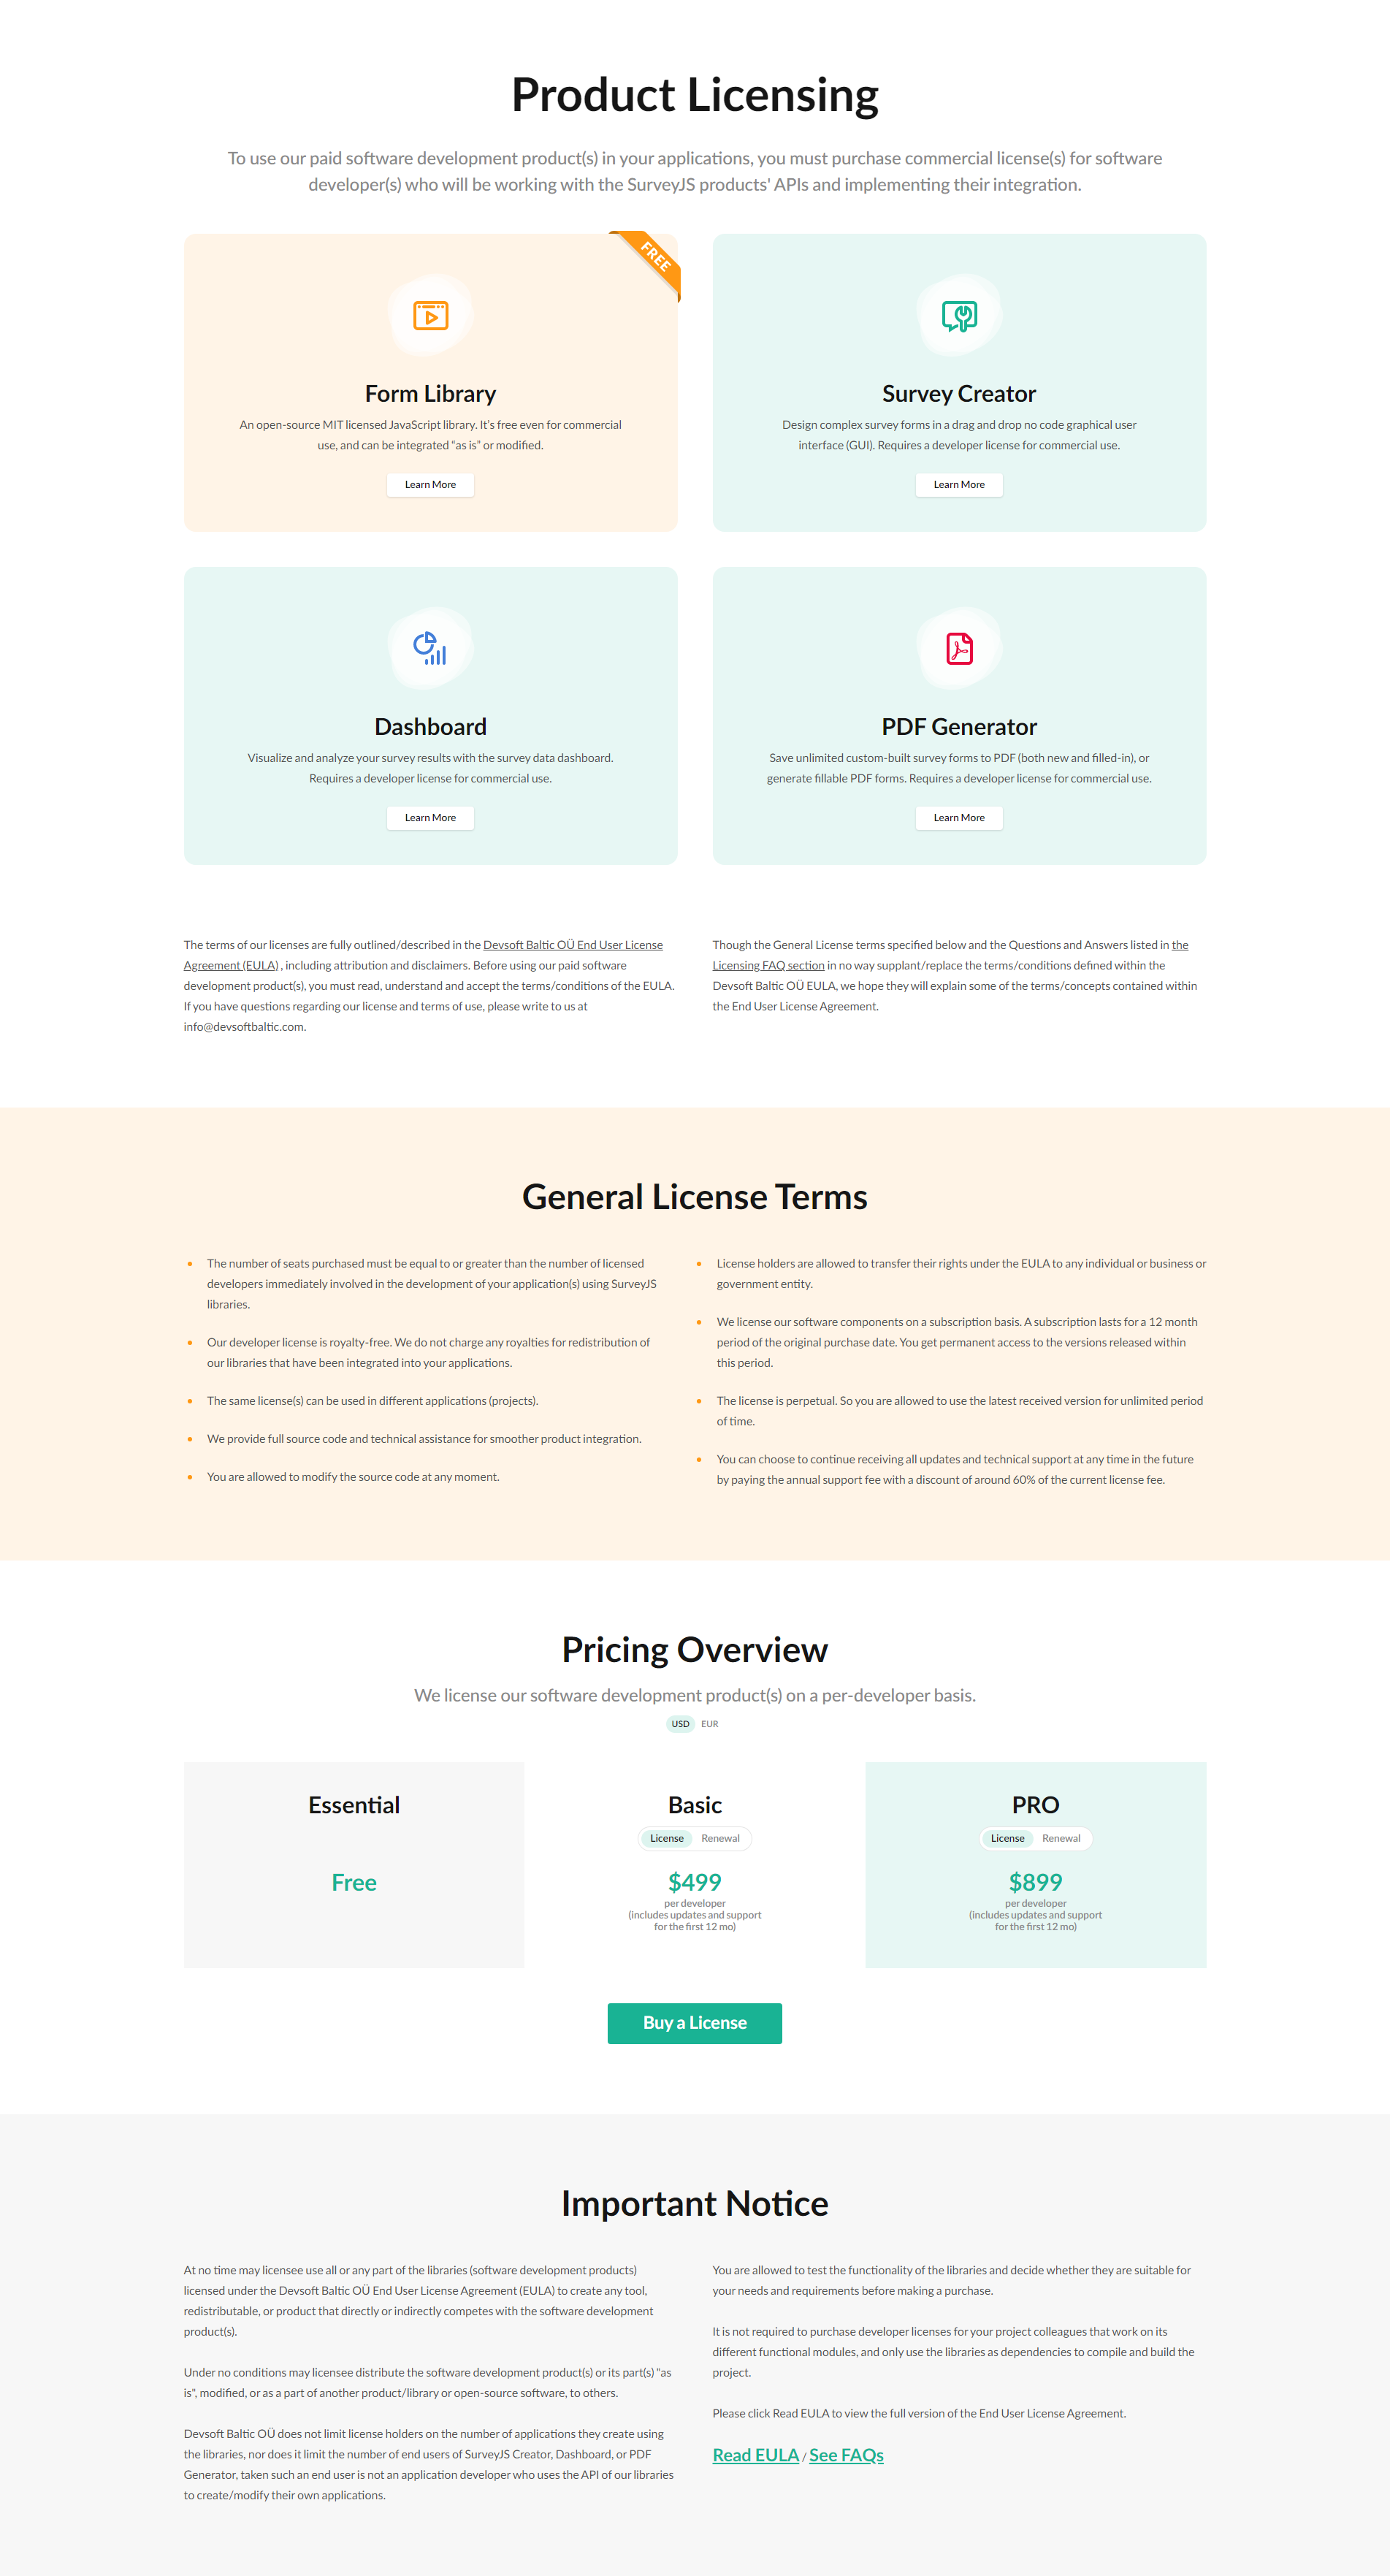 Product Licensing
To use our paid software development product(s) in your applications, you must purchase commercial license(s) for software
developer(s) who will be working with the SurveyJS products' APIs and implementing their integration.
FREE
Form Library
An open-source MIT licensed JavaScript library. It's free even for commercial
use, and can be integrated “as is” or modified.
Learn More
Survey Creator
Design complex survey forms in a drag and drop no code graphical user
interface (GUI). Requires a developer license for commercial use.
Learn More
Dashboard
Visualize and analyze your survey results with the survey data dashboard.
Requires a developer license for commercial use.
Learn More
PDF Generator
Save unlimited custom-built survey forms to PDF (both new and filled-in), or
generate fillable PDF forms. Requires a developer license for commercial use.
Learn More
The terms of our licenses are fully outlined/described in the Devsoft Baltic OÜ End User License
Agreement (EULA) , including attribution and disclaimers. Before using our paid software
development product(s), you must read, understand and accept the terms/conditions of the EULA.
If you have questions regarding our license and terms of use, please write to us at
info@devsoftbaltic.com.
Though the General License terms specified below and the Questions and Answers listed in the
Licensing FAQ section in no way supplant/replace the terms/conditions defined within the
Devsoft Baltic OÜ EULA, we hope they will explain some of the terms/concepts contained within
the End User License Agreement.
General License Terms
The number of seats purchased must be equal to or greater than the number of licensed
developers immediately involved in the development of your application(s) using SurveyJS
libraries.
Our developer license is royalty-free. We do not charge any royalties for redistribution of
our libraries that have been integrated into your applications.
The same license(s) can be used in different applications (projects).
We provide full source code and technical assistance for smoother product integration.
You are allowed to modify the source code at any moment.
License holders are allowed to transfer their rights under the EULA to any individual or business or
government entity.
We license our software components on a subscription basis. A subscription lasts for a 12 month
period of the original purchase date. You get permanent access to the versions released within
this period.
The license is perpetual. So you are allowed to use the latest received version for unlimited period
of time.
You can choose to continue receiving all updates and technical support at any time in the future
by paying the annual support fee with a discount of around 60% of the current license fee.
Pricing Overview
We license our software development product(s) on a per-developer basis.
USD EUR
Essential
Free
Basic
License Renewal
$499
per developer
(includes updates and support
for the first 12 mo)
PRO
License Renewal
$899
per developer
(includes updates and support
for the first 12 mo)
Buy a License
Important Notice
At no time may licensee use all or any part of the libraries (software development products)
licensed under the Devsoft Baltic OÜ End User License Agreement (EULA) to create any tool,
redistributable, or product that directly or indirectly competes with the software development
product(s).
Under no conditions may licensee distribute the software development product(s) or its part(s) "as
is", modified, or as a part of another product/library or open-source software, to others.
Devsoft Baltic OÜ does not limit license holders on the number of applications they create using
the libraries, nor does it limit the number of end users of SurveyJS Creator, Dashboard, or PDF
Generator, taken such an end user is not an application developer who uses the API of our libraries
to create/modify their own applications.
You are allowed to test the functionality of the libraries and decide whether they are suitable for
your needs and requirements before making a purchase.
It is not required to purchase developer licenses for your project colleagues that work on its
different functional modules, and only use the libraries as dependencies to compile and build the
project.
Please click Read EULA to view the full version of the End User License Agreement.
Read EULA / See FAQs